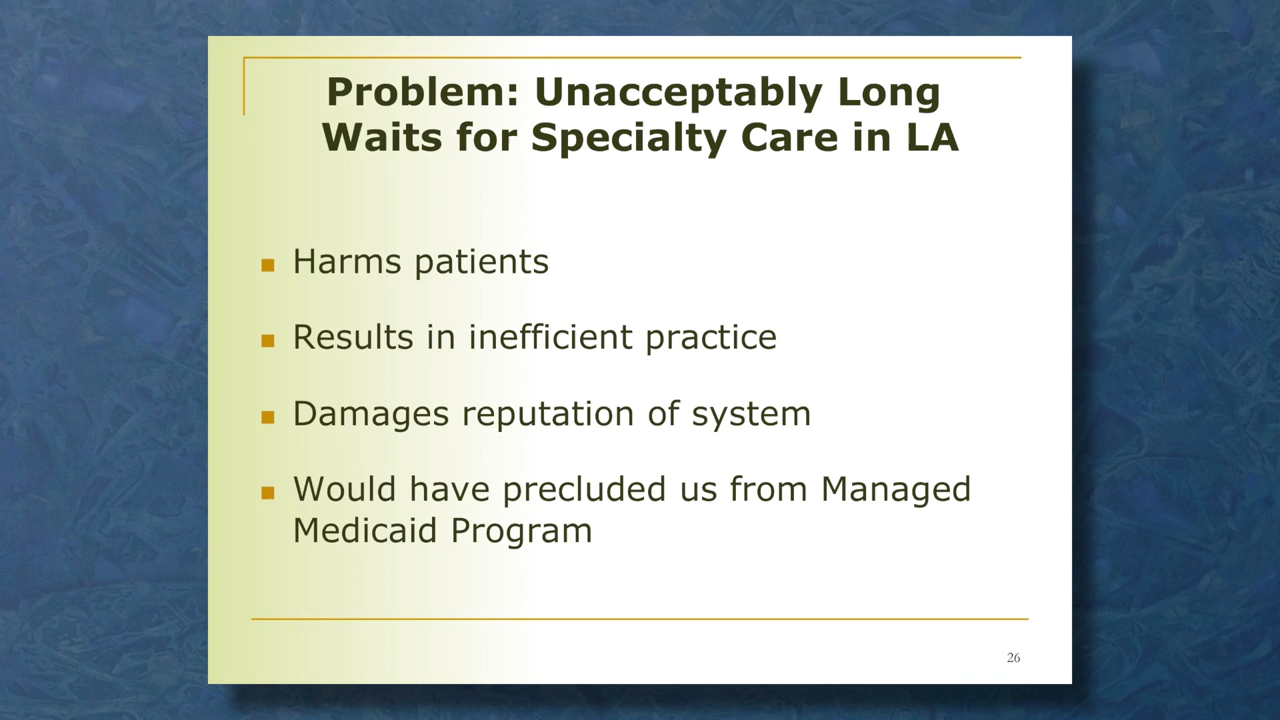 Problem: Unacceptably Long
Waits for Specialty Care in LA
Harms patients
Results in inefficient practice
Damages reputation of system
Would have precluded us from Managed
Medicaid Program
26